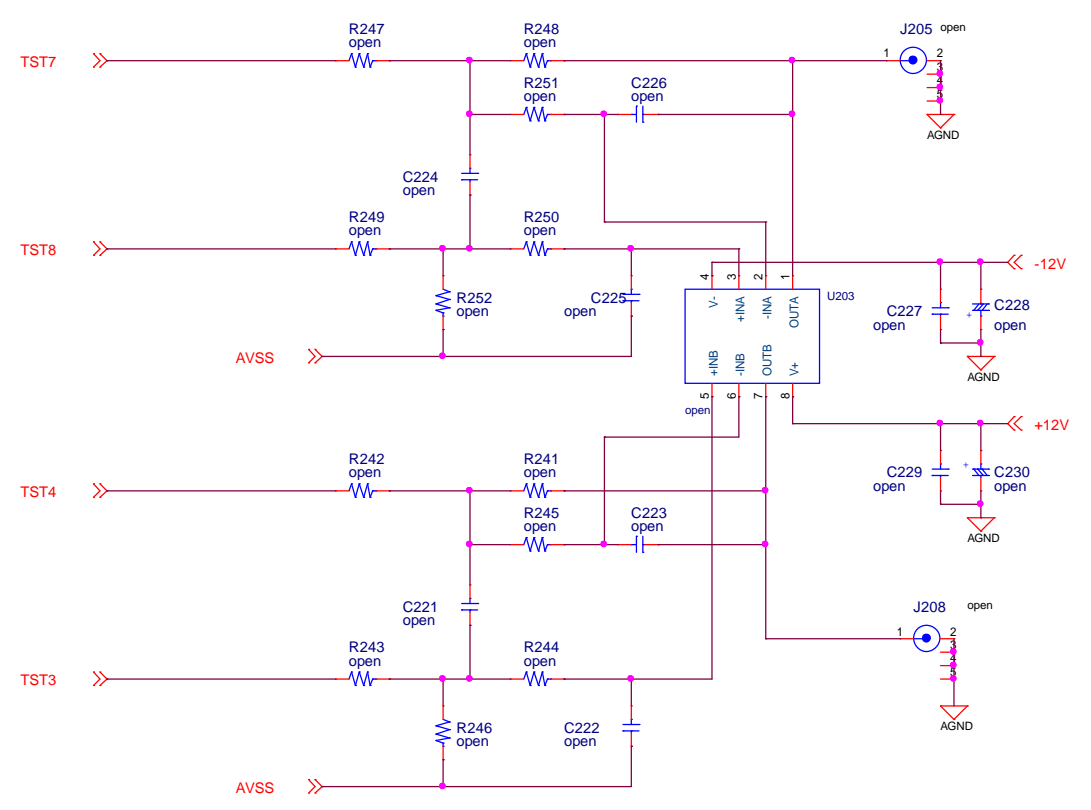 R247
open
R248
open
J205 open
TST7
1
2
3
4
5
R251
open
C226
open
AGND
C224
open
R249
open
R250
open
TST8
-12V
4
3
2
1
R252
open
C225
open
U203
V-
+INA
-INA
OUTA
C227
open
C228
+
open
AVSS
AGND
+INB
-INB
OUTB
V+
5
6
7
8
open
+12V
R242
open
R241
open
C229
open
+
C230
open
TST4
R245
open
C223
open
AGND
C221
open
J208 open
1
2
3
4
5
R243
open
R244
open
TST3
AGND
R246
open
C222
open
AVSS